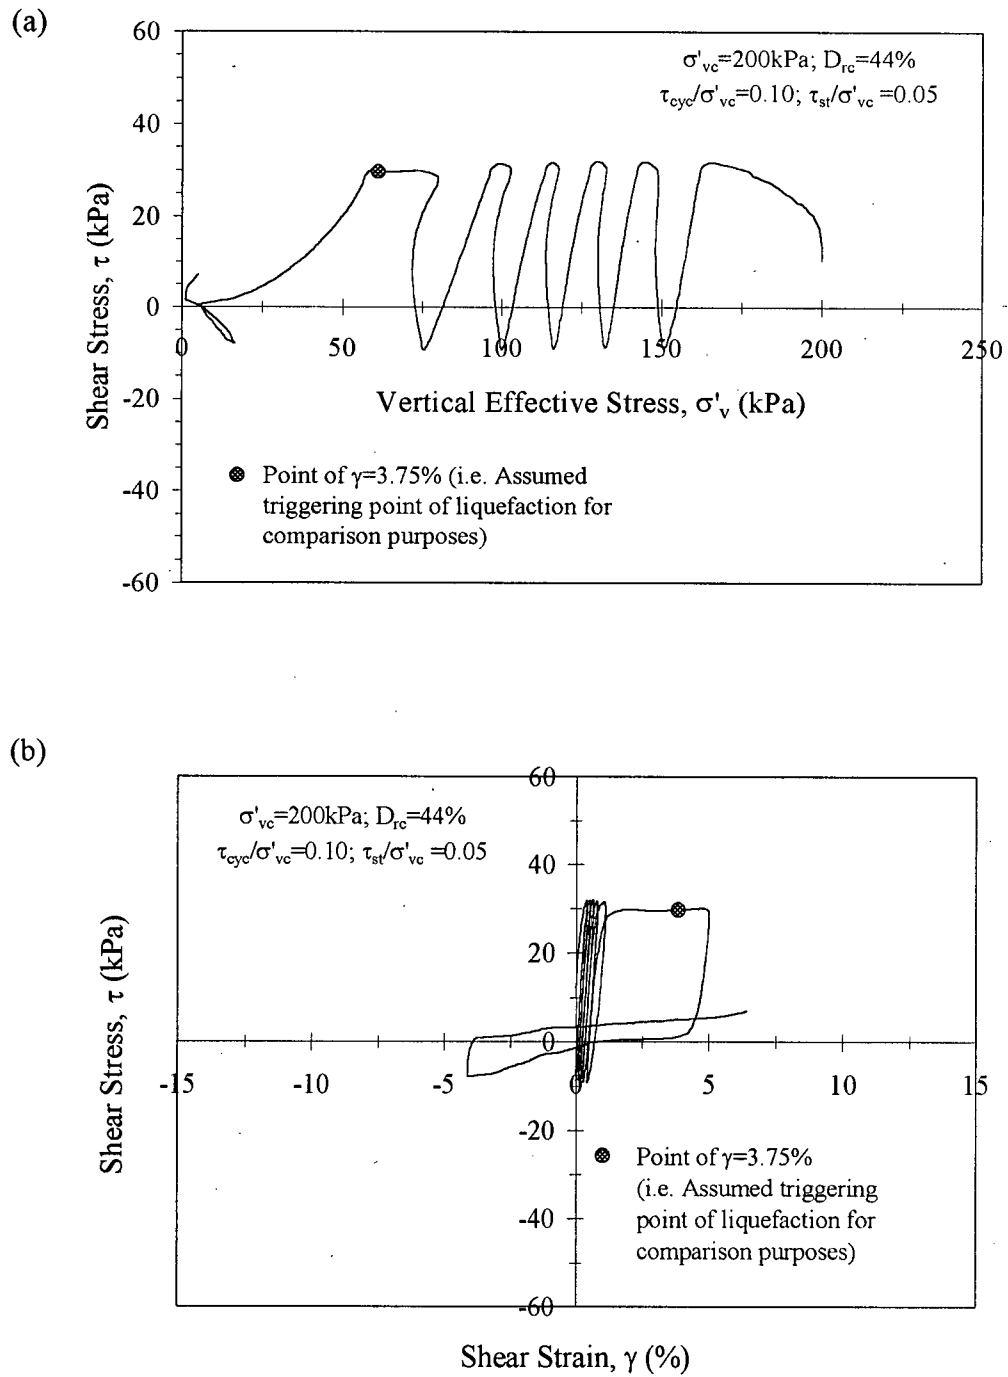 (a)
60
σ'vc=200kPa; Drc=44%
τcyc/σ'vc=0.10; τst/σ'vc =0.05
40
20
0
0 50 100 150 200 250
-20
-40
-60
Shear Stress, τ (kPa)
Vertical Effective Stress, σ'v (kPa)
Point of γ=3.75% (i.e. Assumed
triggering point of liquefaction for
comparison purposes)
(b)
60
σ'vc=200kPa; Drc=44%
τcyc/σ'vc=0.10; τst/σ'vc =0.05
40
20
0
-15 -10 -5 0 5 10 15
-20
-40
-60
Shear Stress, τ (kPa)
Point of γ=3.75%
(i.e. Assumed triggering
point of liquefaction for
comparison purposes)
Shear Strain, γ (%)